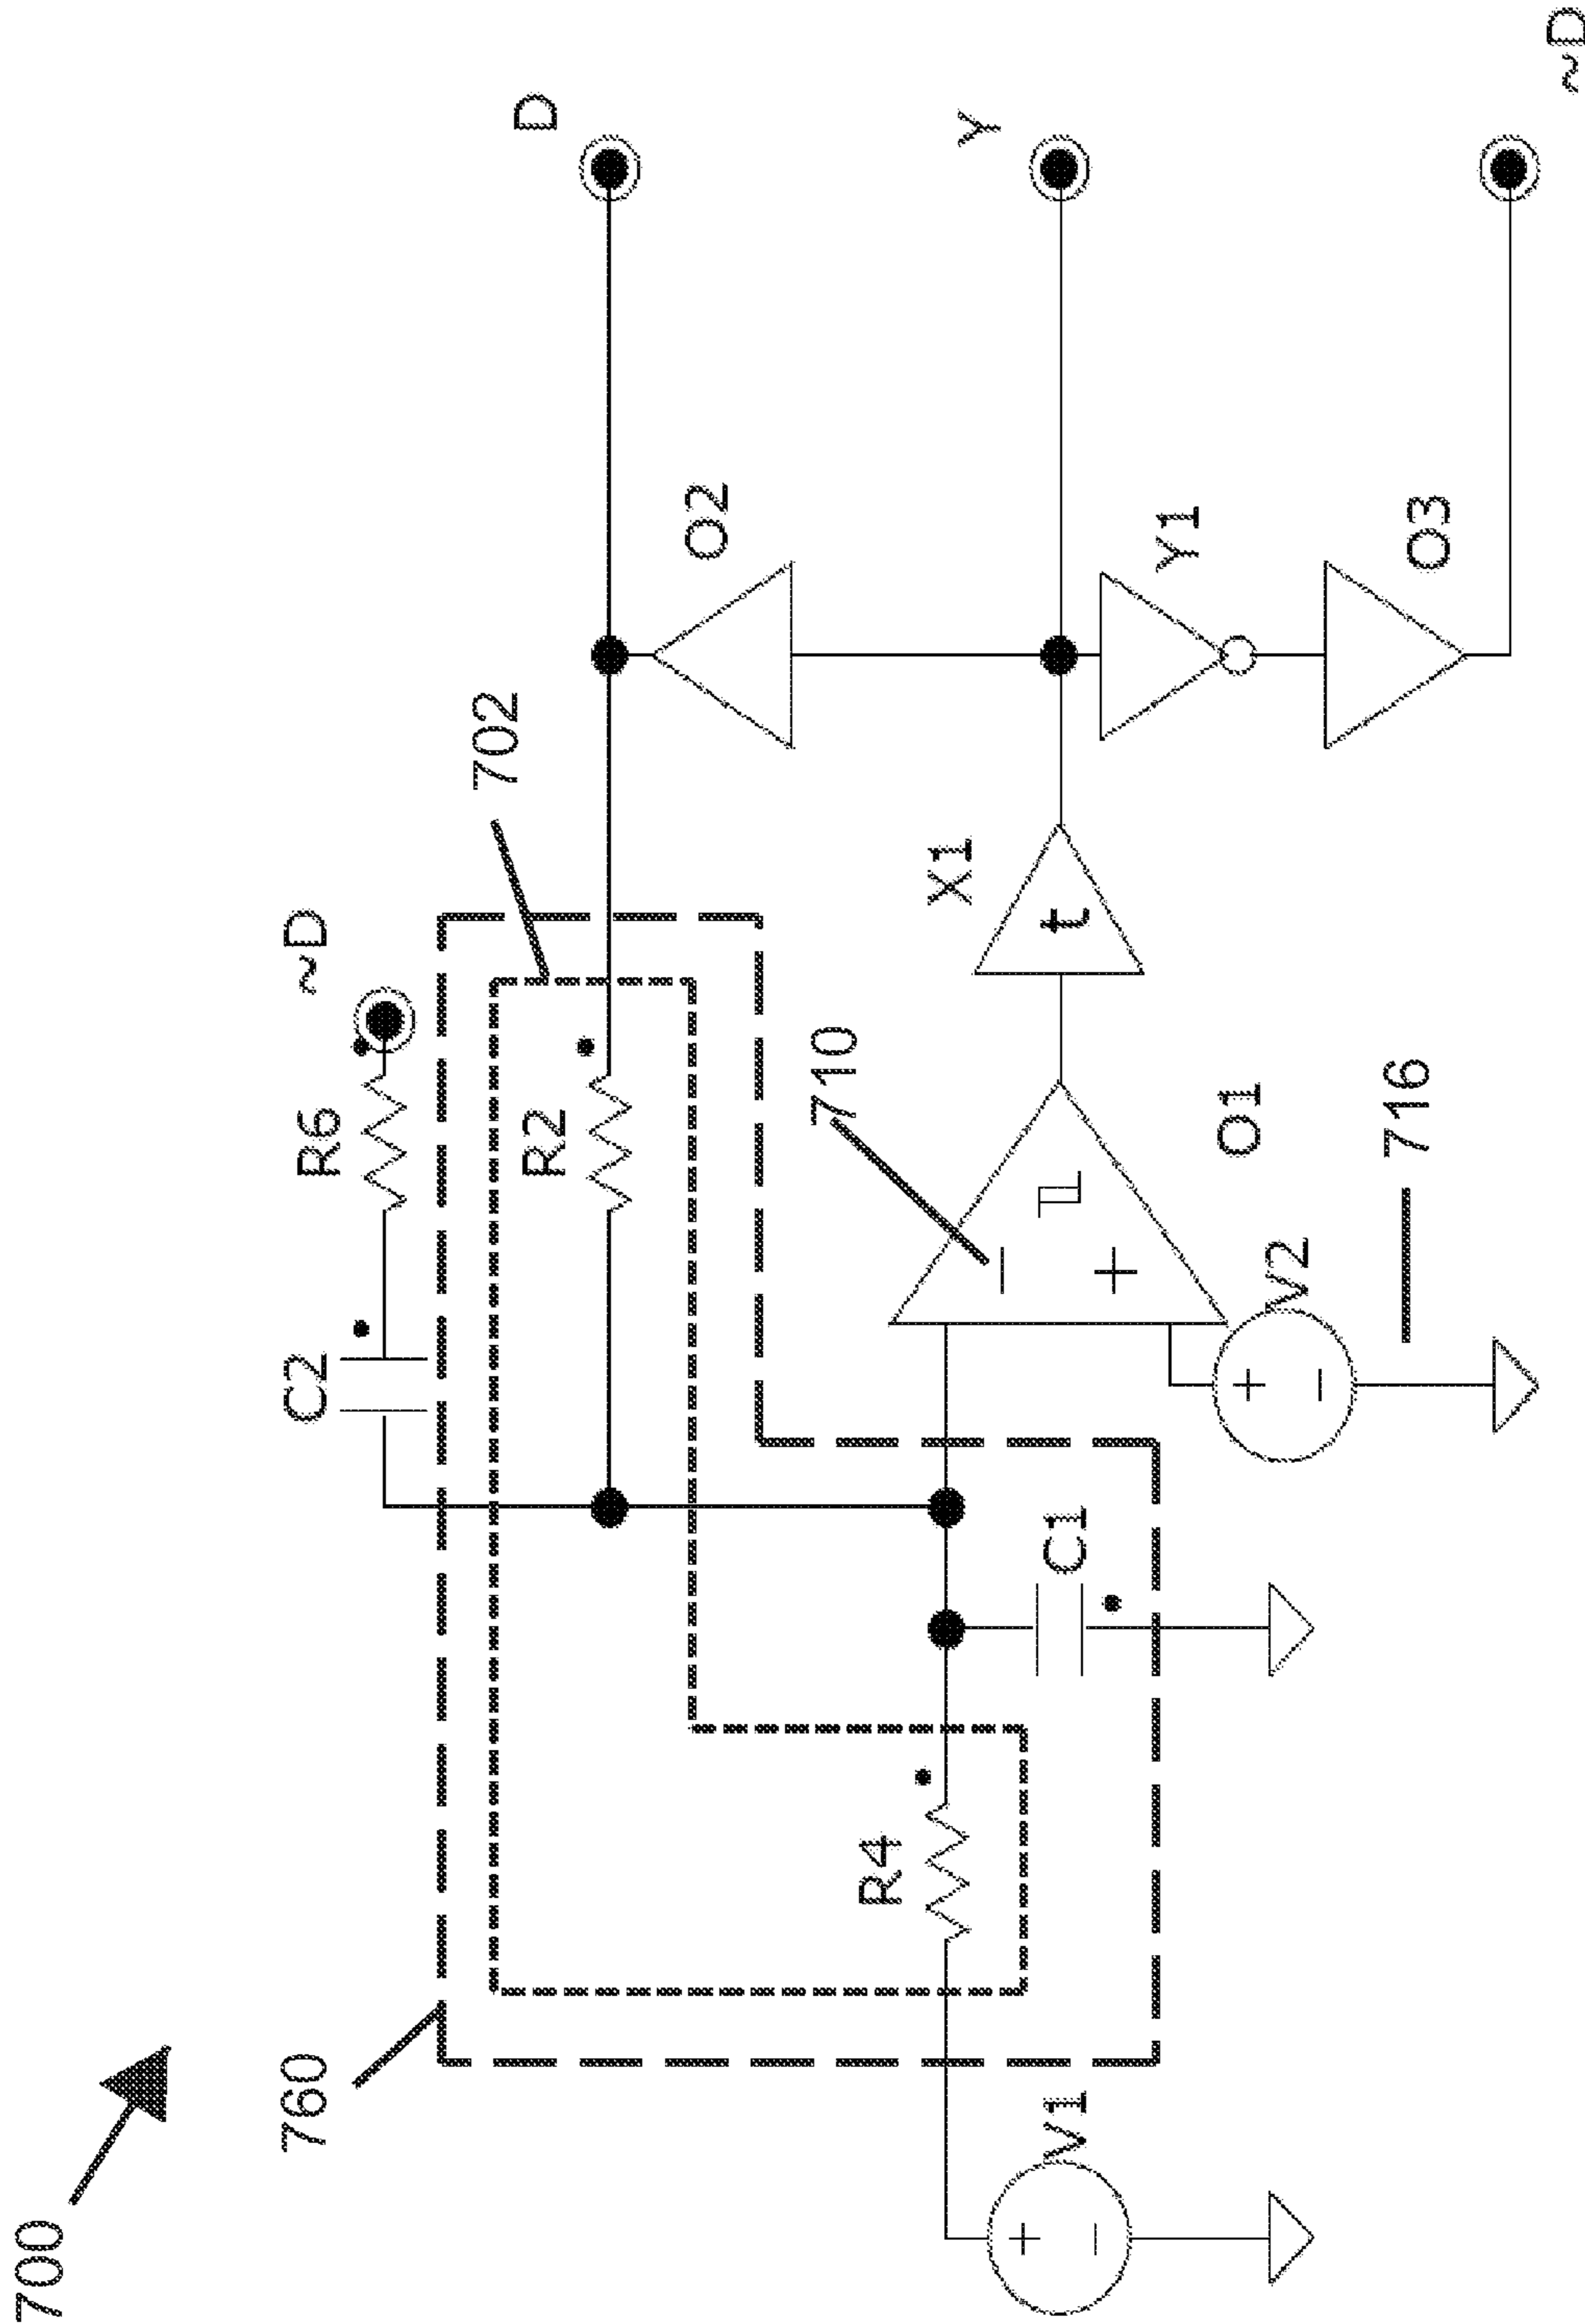 700
760
702
~D
R6
C2
R2
D
O2
710
X1
t
Y
R4
C1
-
+
O1
Y1
V1
+
-
V2
+
-
716
O3
~D